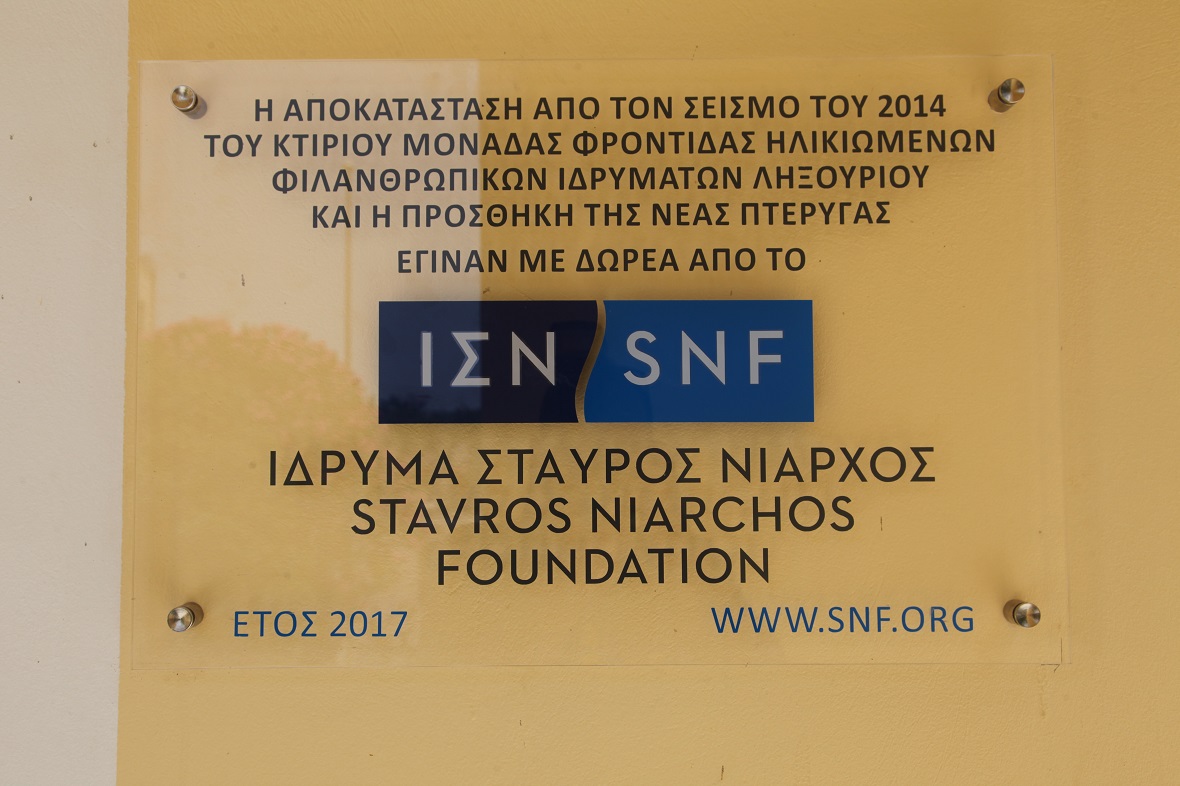 Η ΑΠΟΚΑΤΑΣΤΑΣΗ ΑΠΟ ΤΟΝ ΣΕΙΣΜΟ ΤΟΥ 2014
ΤΟΥ ΚΤΙΡΙΟΥ ΜΟΝΑΔΑΣ ΦΡΟΝΤΙΔΑΣ ΗΛΙΚΙΩΜΕΝΩΝ
ΦΙΛΑΝΘΡΩΠΙΚΩΝ ΙΔΡΥΜΑΤΩΝ ΛΗΞΟΥΡΙΟΥ
ΚΑΙ Η ΠΡΟΣΘΗΚΗ ΤΗΣ ΝΕΑΣ ΠΤΕΡΥΓΑΣ
ΕΓΙΝΑΝ ΜΕ ΔΩΡΕΑ ΑΠΟ ΤΟ
ΙΣΝ SNF
ΙΔΡΥΜΑ ΣΤΑΥΡΟΣ ΝΙΑΡΧΟΣ
STAVROS NIARCHOS
FOUNDATION
ΕΤΟΣ 2017 WWW.SNF.ORG